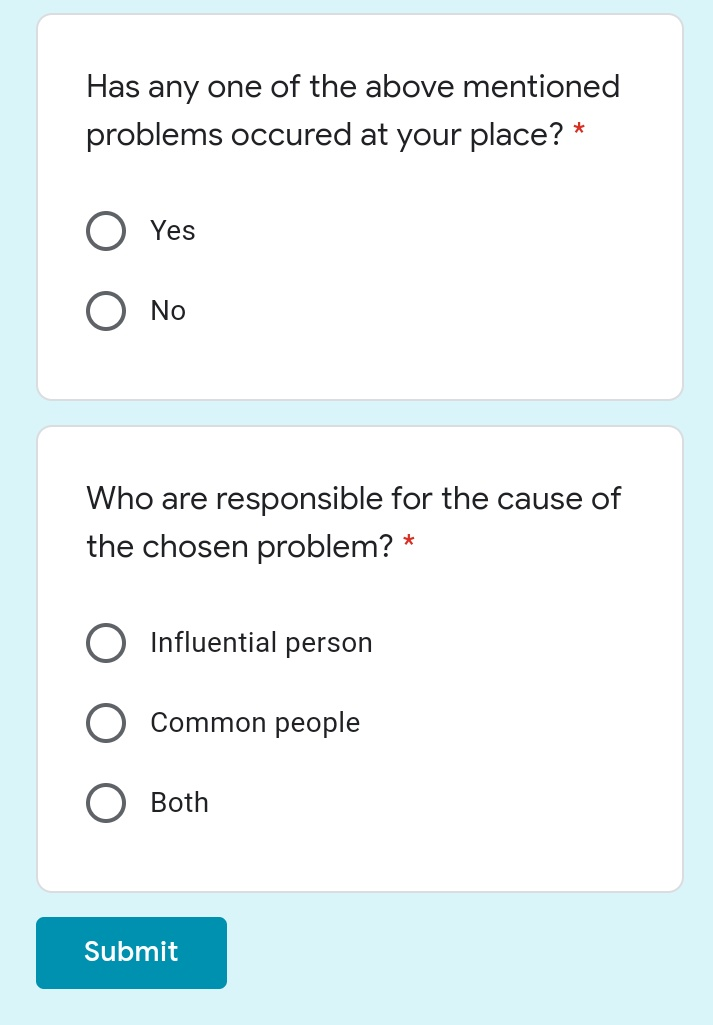 Has any one of the above mentioned
problems occured at your place? *
Yes
No
Who are responsible for the cause of
the chosen problem? *
Influential person
Common people
Both
Submit